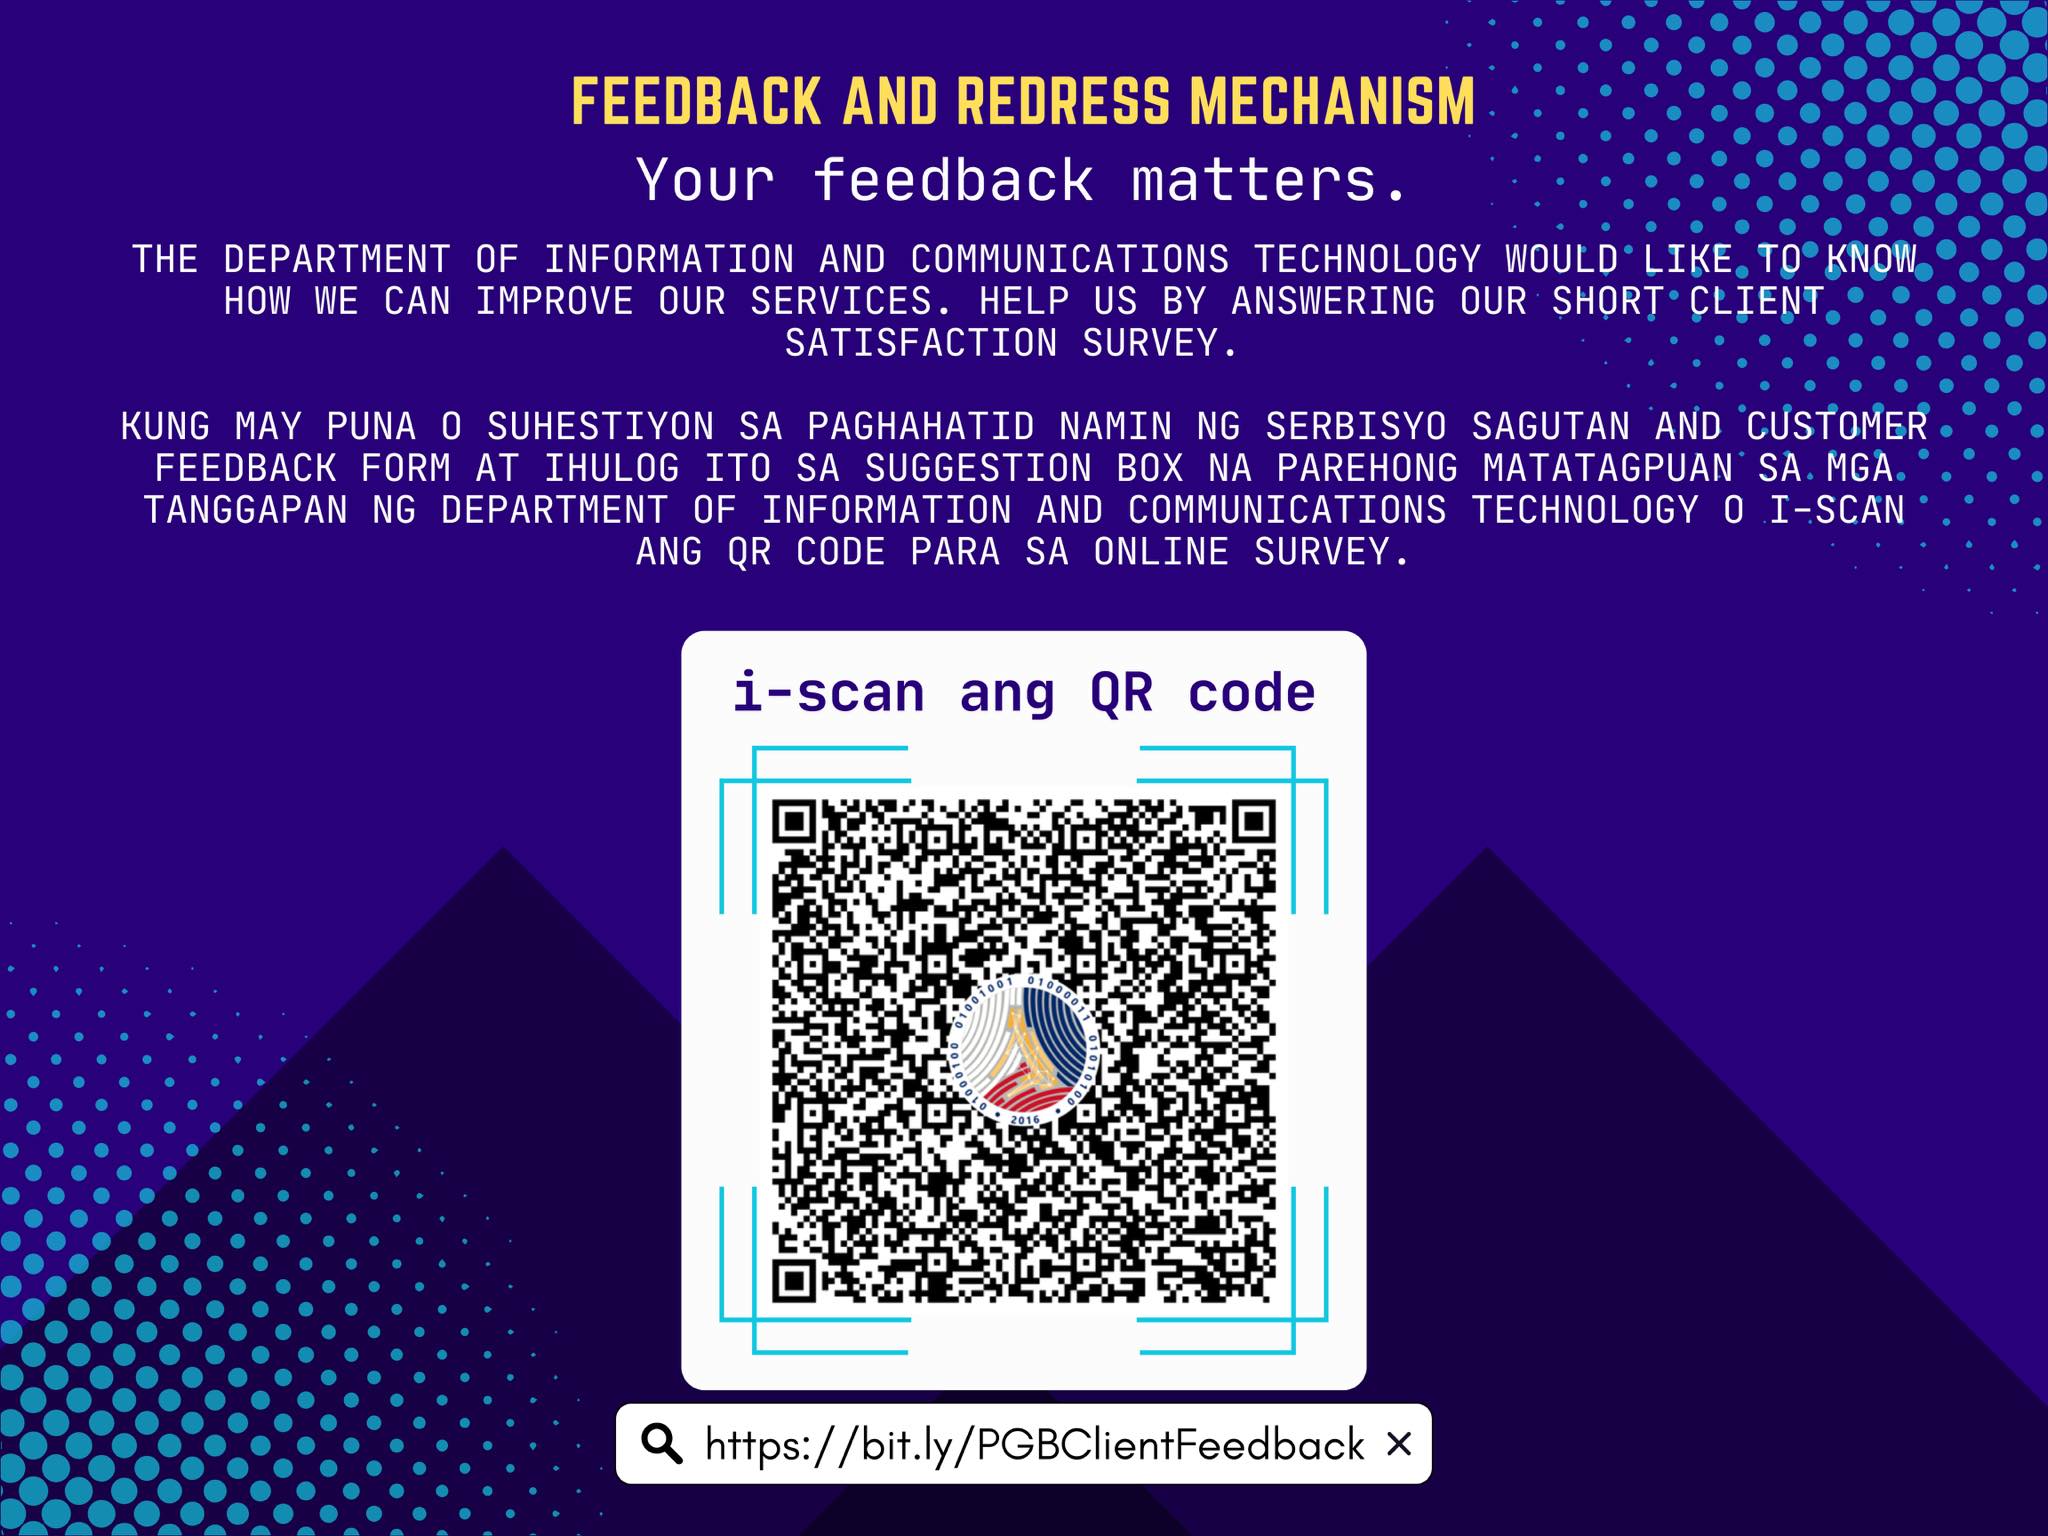 FEEDBACK AND REDRESS MECHANISM
Your feedback matters.
THE DEPARTMENT OF INFORMATION AND COMMUNICATIONS TECHNOLOGY WOULD LIKE TO KNOW
HOW WE CAN IMPROVE OUR SERVICES. HELP US BY ANSWERING OUR SHORT CLIENT
SATISFACTION SURVEY.
KUNG MAY PUNA O SUHESTIYON SA PAGHAHATID NAMIN NG SERBISYO SAGUTAN AND CUSTOMER
FEEDBACK FORM AT IHULOG ITO SA SUGGESTION BOX NA PAREHONG MATATAGPUAN SA MGA
TANGGAPAN NG DEPARTMENT OF INFORMATION AND COMMUNICATIONS TECHNOLOGY O I-SCAN
ANG QR CODE PARA SA ONLINE SURVEY.
i-scan ang QR code
01000100 01001001 01000011 01010100
• 2016 •
https://bit.ly/PGBClientFeedback